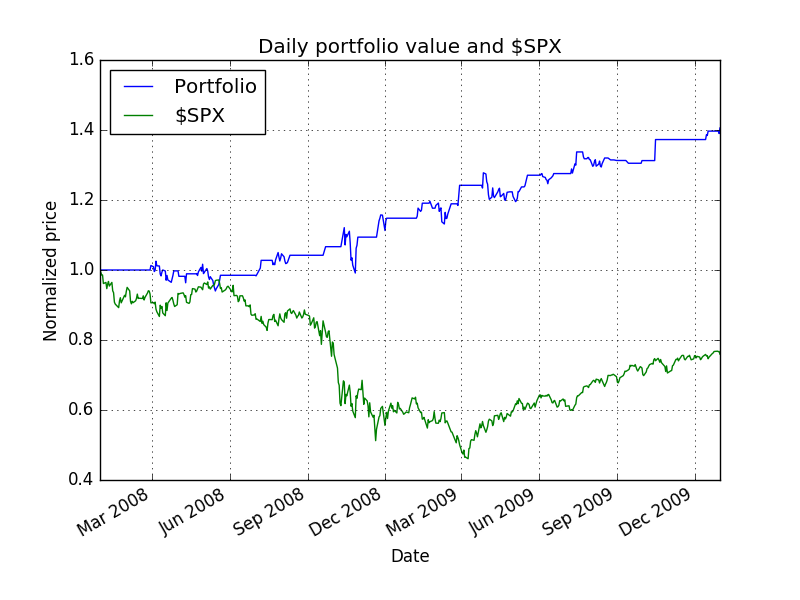 Daily portfolio value and $SPX
Portfolio
$SPX
1.6
1.4
1.2
1.0
0.8
0.6
0.4
Normalized price
Mar 2008
Jun 2008
Sep 2008
Dec 2008
Mar 2009
Jun 2009
Sep 2009
Dec 2009
Date